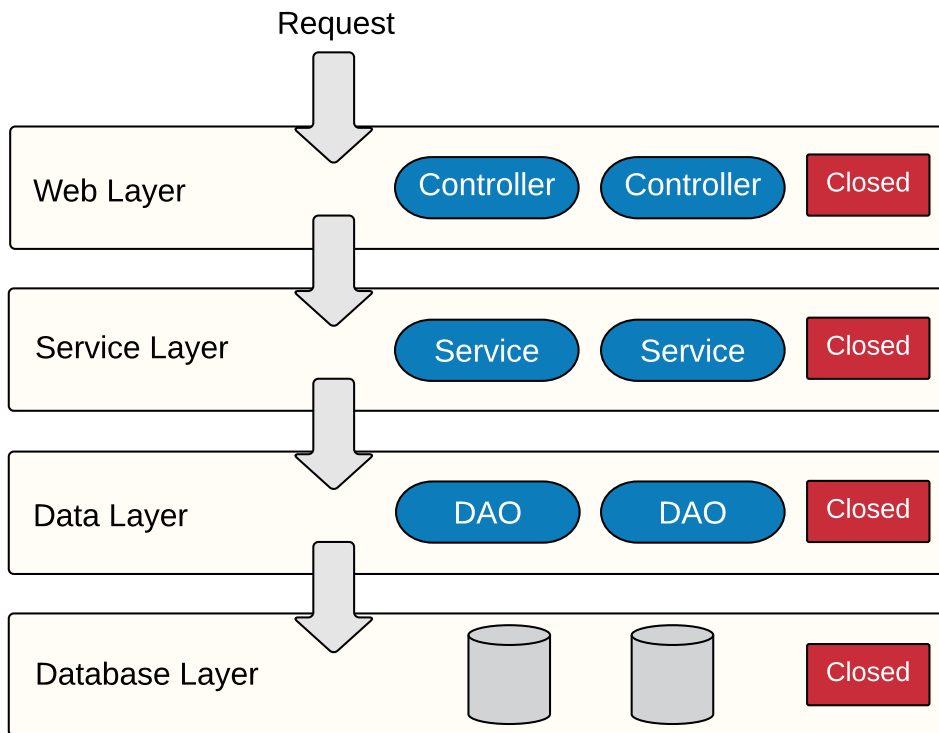 Request
Web Layer
Controller
Controller
Closed
Service Layer
Service
Service
Closed
Data Layer
DAO
DAO
Closed
Database Layer
Closed